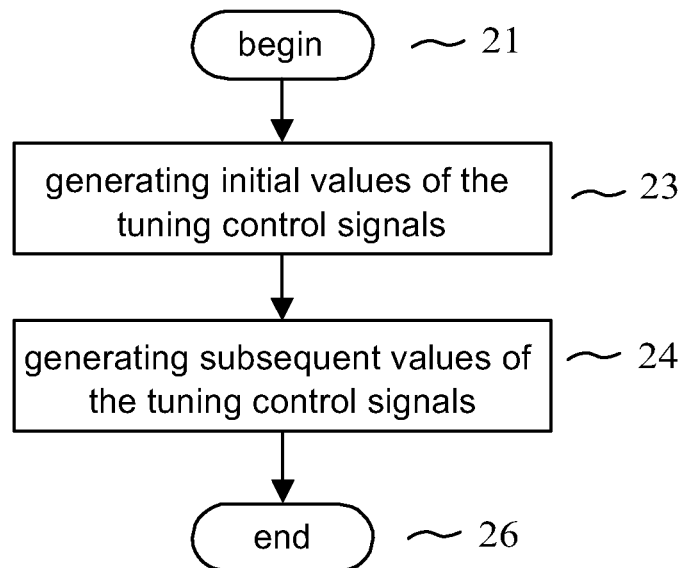 begin 21
generating initial values of the
tuning control signals 23
generating subsequent values of
the tuning control signals 24
end 26